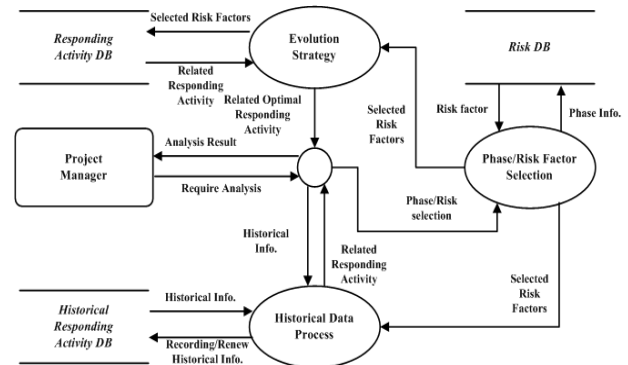 Selected Risk Factors
Responding
Activity DB
Related
Responding
Activity
Evolution
Strategy
Risk DB
Related Optimal
Responding
Activity
Selected
Risk
Factors
Risk factor
Phase Info.
Project
Manager
Analysis Result
Require Analysis
Phase/Risk Factor
Selection
Phase/Risk
selection
Historical
Info.
Related
Responding
Activity
Selected
Risk
Factors
Historical
Responding
Activity DB
Historical Info.
Recording/Renew
Historical Info.
Historical Data
Process